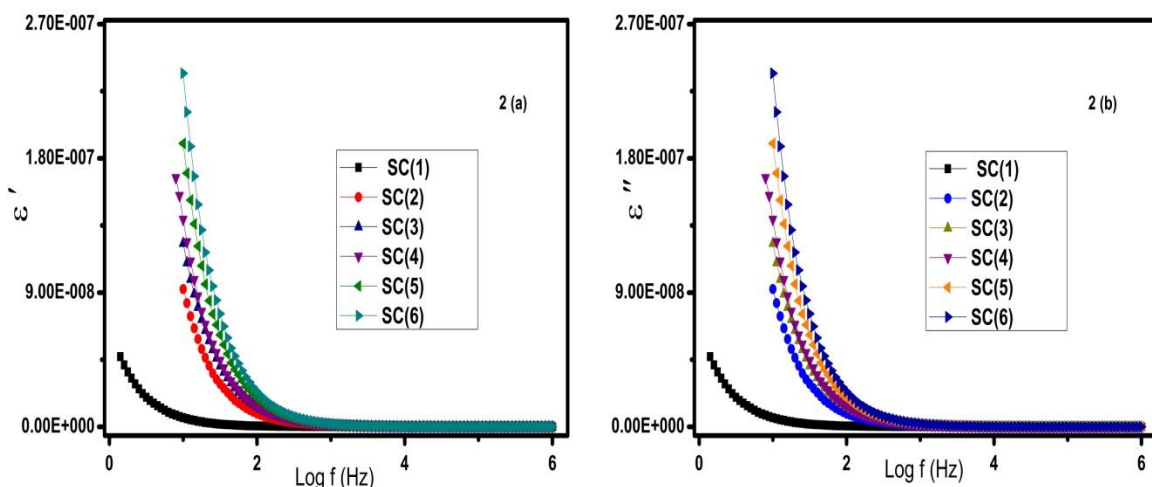 2.70E-007
1.80E-007
9.00E-008
0.00E+000
ε ′
2 (a)
SC(1)
SC(2)
SC(3)
SC(4)
SC(5)
SC(6)
0 2 4 6
Log f (Hz)
2.70E-007
1.80E-007
9.00E-008
0.00E+000
ε ″
2 (b)
SC(1)
SC(2)
SC(3)
SC(4)
SC(5)
SC(6)
0 2 4 6
Log f (Hz)